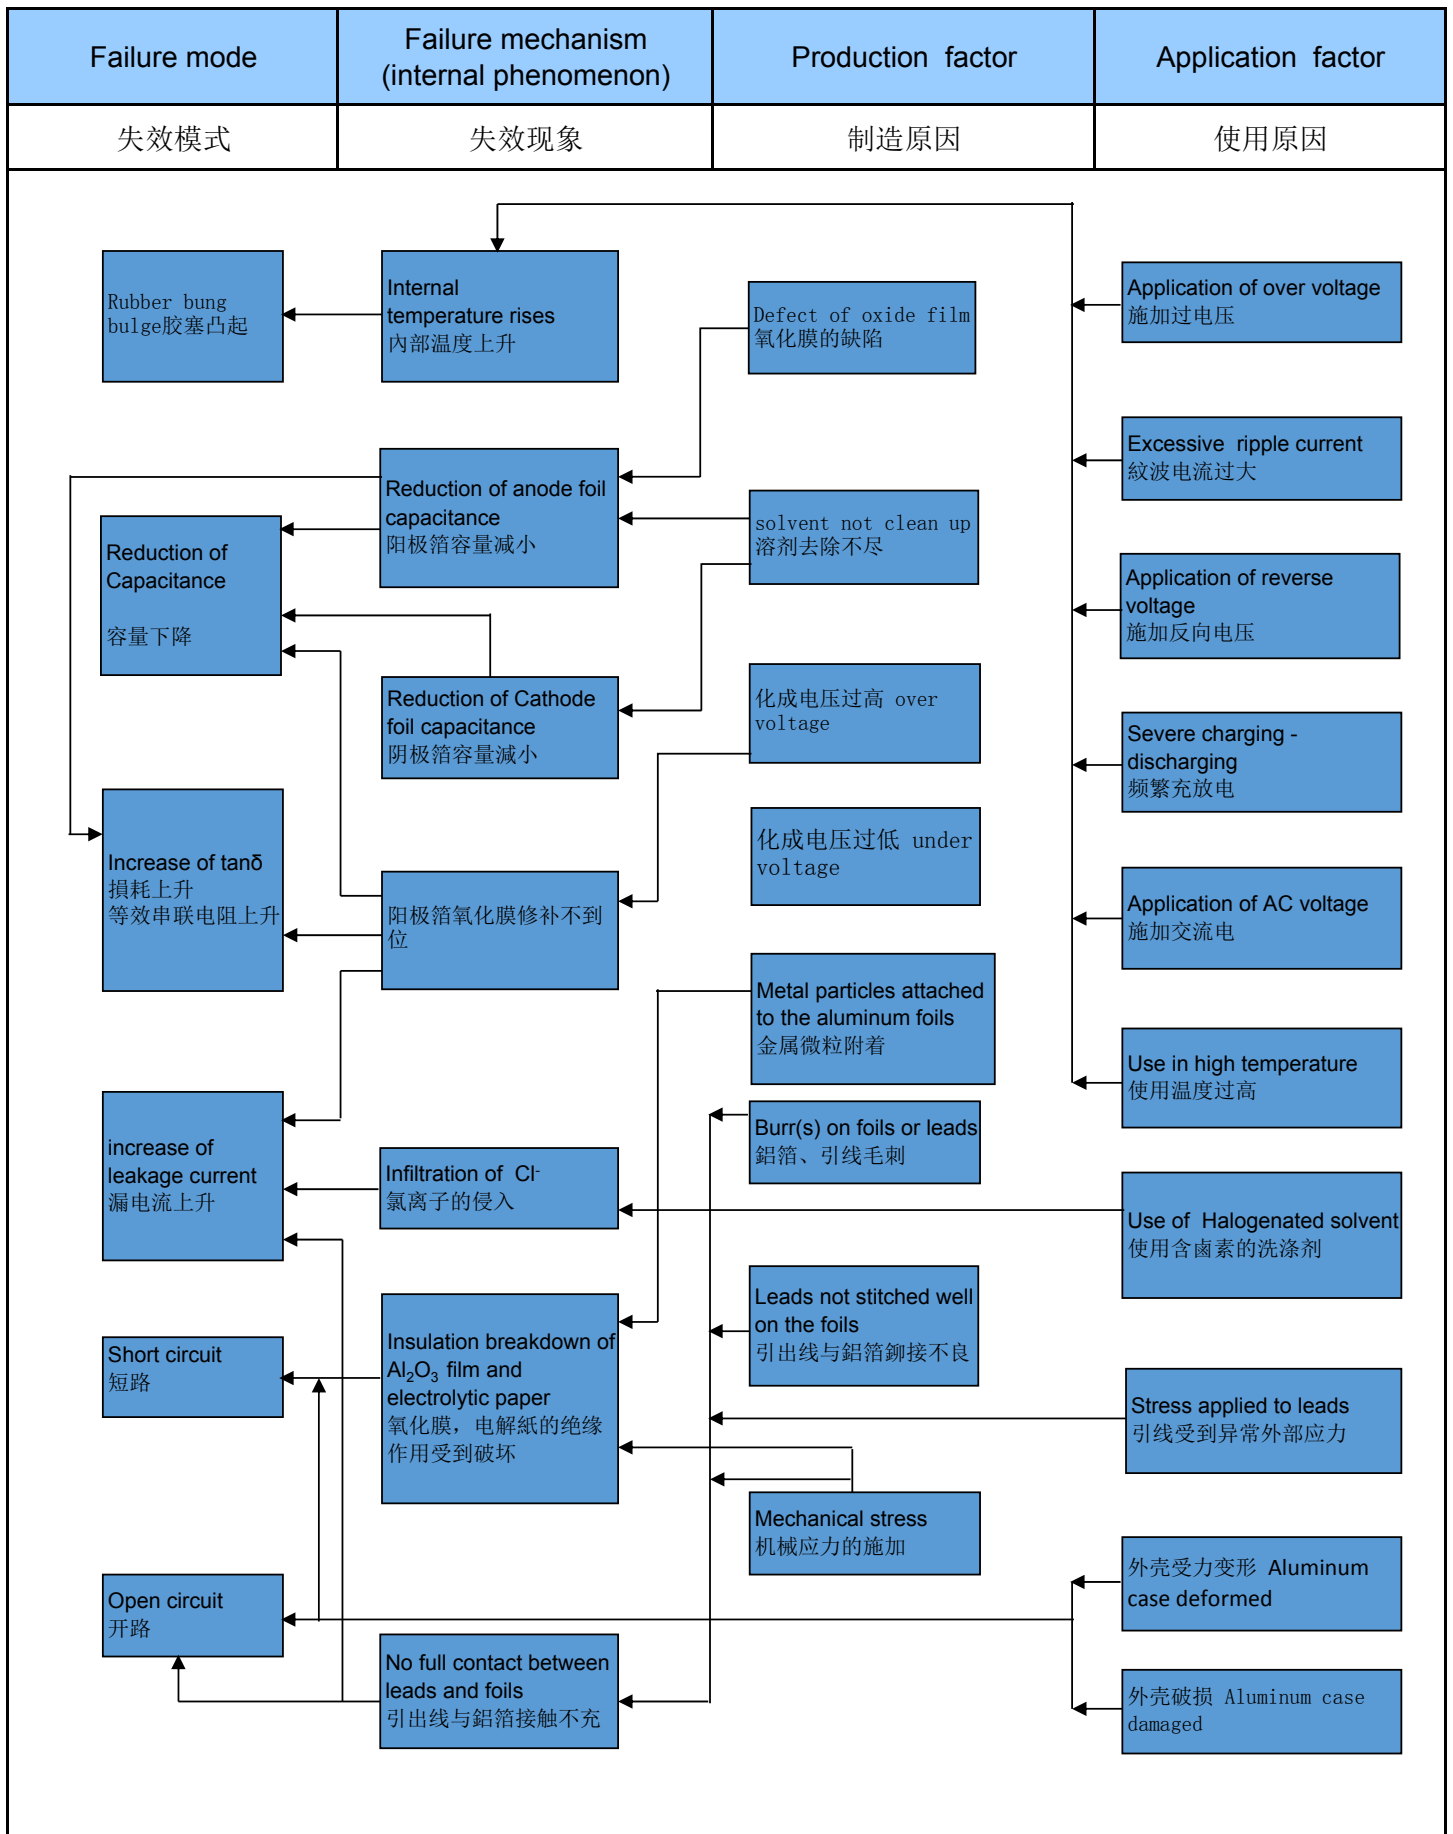 Failure mode
Failure mechanism
(internal phenomenon)
Production factor
Application factor
失效模式
失效现象
制造原因
使用原因
Rubber bung
bulge胶塞凸起
Internal
temperature rises
内部温度上升
Defect of oxide film
氧化膜的缺陷
Application of over voltage
施加过电压
Excessive ripple current
紋波电流过大
Reduction of anode foil
capacitance
阳极箔容量减小
solvent not clean up
溶剂去除不尽
Reduction of
Capacitance
容量下降
Application of reverse
voltage
施加反向电压
Reduction of Cathode
foil capacitance
阴极箔容量減小
化成电压过高 over
voltage
Severe charging -
discharging
频繁充放电
Increase of tanδ
損耗上升
等效串联电阻上升
化成电压过低 under
voltage
阳极箔氧化膜修补不到
位
Application of AC voltage
施加交流电
Metal particles attached
to the aluminum foils
金属微粒附着
Use in high temperature
使用温度过高
Burr(s) on foils or leads
鋁箔、引线毛刺
increase of
leakage current
漏电流上升
Infiltration of Cl-
氯离子的侵入
Use of Halogenated solvent
使用含鹵素的洗涤剂
Leads not stitched well
on the foils
引出线与鋁箔鉚接不良
Short circuit
短路
Insulation breakdown of
Al2O3 film and
electrolytic paper
氧化膜，电解紙的绝缘
作用受到破坏
Stress applied to leads
引线受到异常外部应力
Mechanical stress
机械应力的施加
外壳受力变形 Aluminum
case deformed
Open circuit
开路
No full contact between
leads and foils
引出线与鋁箔接触不充
外壳破损 Aluminum case
damaged